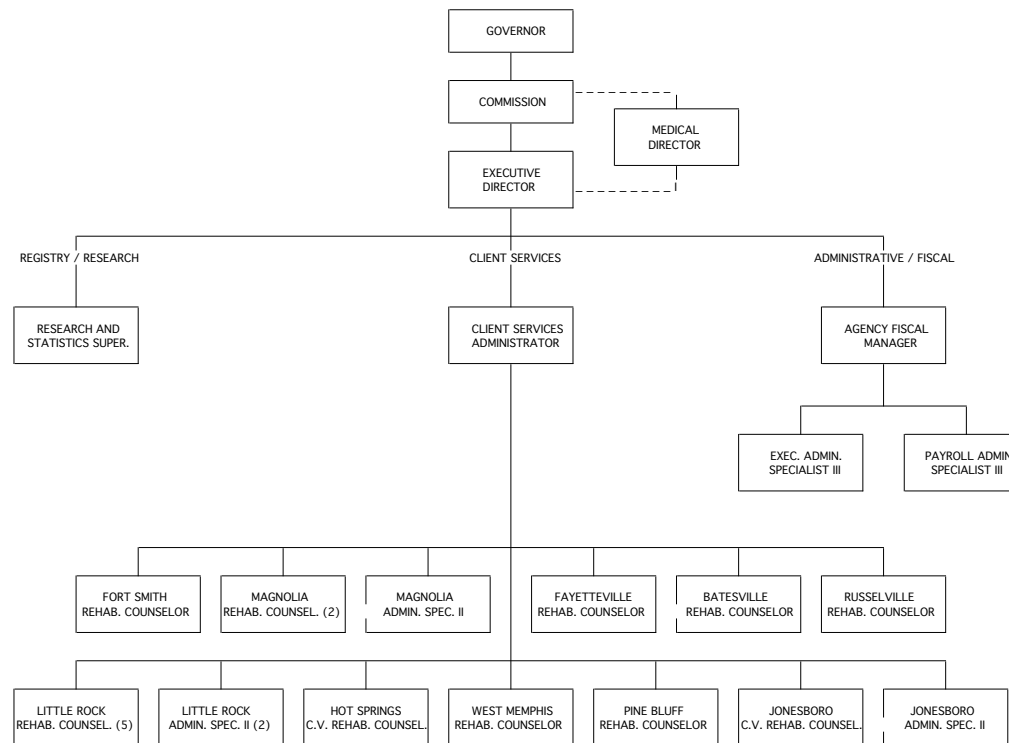 GOVERNOR
COMMISSION
MEDICAL
DIRECTOR
EXECUTIVE
DIRECTOR
REGISTRY / RESEARCH
CLIENT SERVICES
ADMINISTRATIVE / FISCAL
RESEARCH AND
STATISTICS SUPER.
CLIENT SERVICES
ADMINISTRATOR
AGENCY FISCAL
MANAGER
EXEC. ADMIN.
SPECIALIST III
PAYROLL ADMIN
SPECIALIST III
FORT SMITH
REHAB. COUNSELOR
MAGNOLIA
REHAB. COUNSEL. (2)
MAGNOLIA
ADMIN. SPEC. II
FAYETTEVILLE
REHAB. COUNSELOR
BATESVILLE
REHAB. COUNSELOR
RUSSELVILLE
REHAB. COUNSELOR
LITTLE ROCK
REHAB. COUNSEL. (5)
LITTLE ROCK
ADMIN. SPEC. II (2)
HOT SPRINGS
C.V. REHAB. COUNSEL.
WEST MEMPHIS
REHAB. COUNSELOR
PINE BLUFF
REHAB. COUNSELOR
JONESBORO
C.V. REHAB. COUNSEL.
JONESBORO
ADMIN. SPEC. II